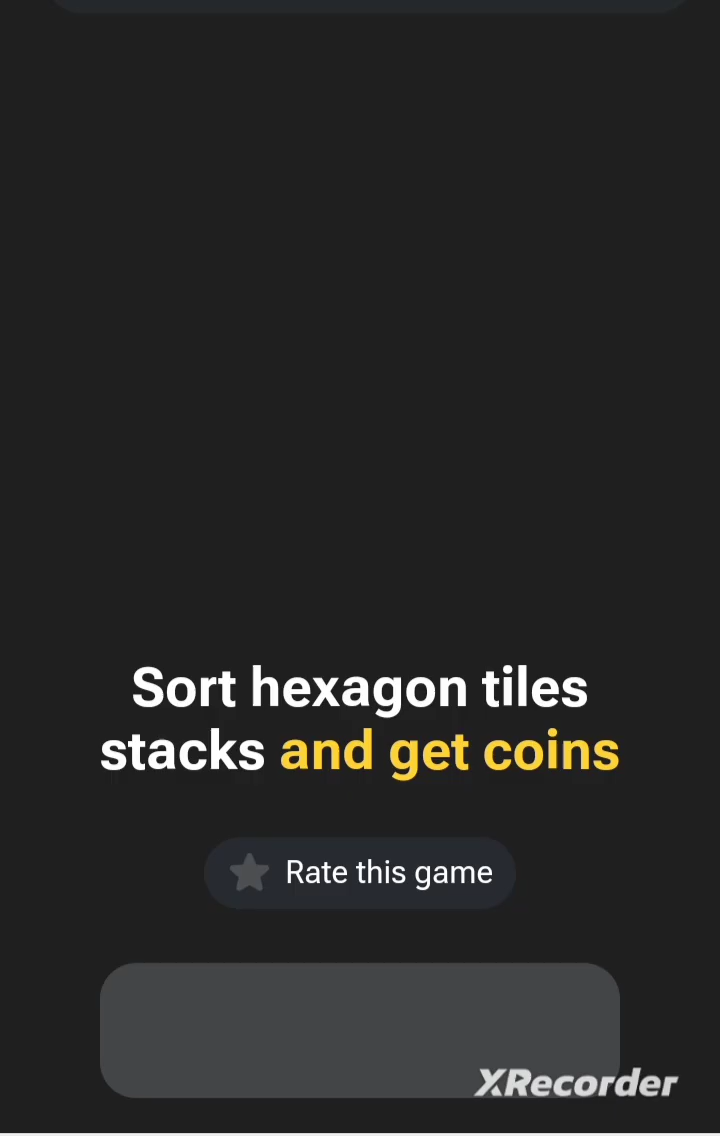 Sort hexagon tiles
stacks and get coins
Rate this game
XRecorder